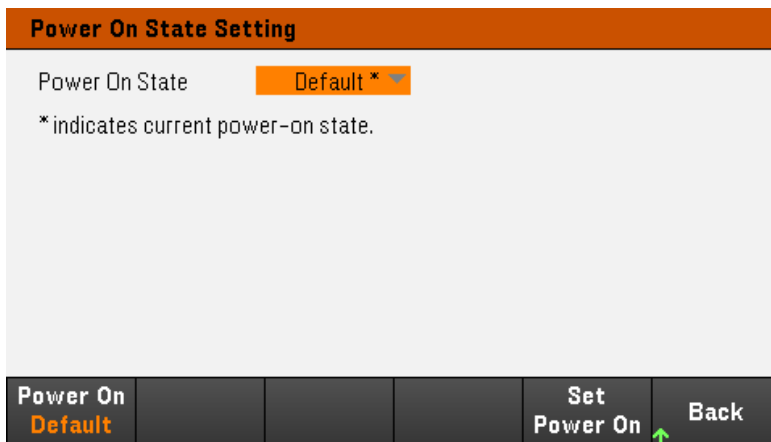 Power On State Setting
Power On State Default *
* indicates current power-on state.
Power On
Default
Set
Power On
Back